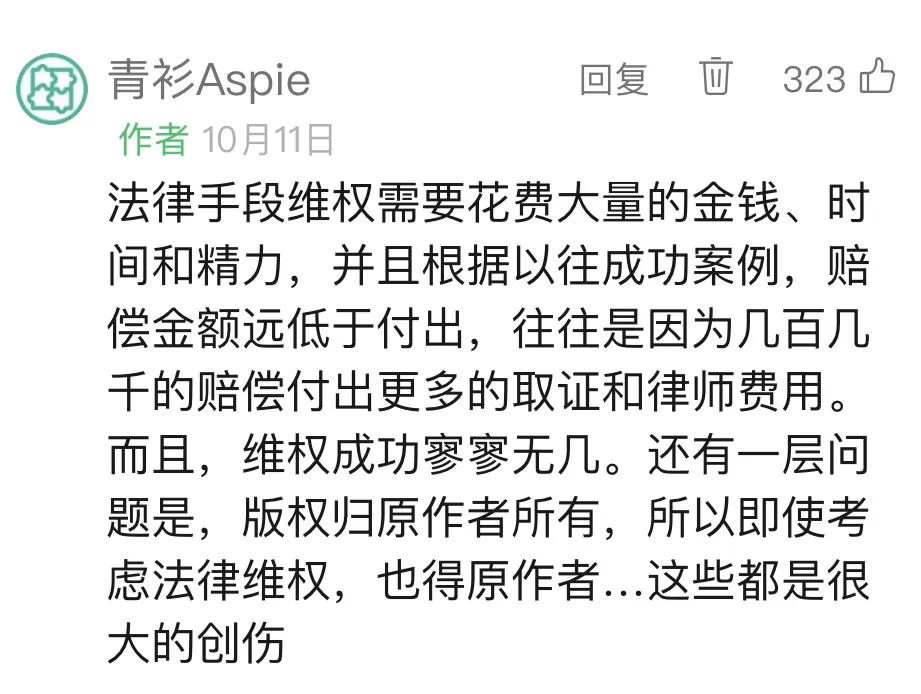 青衫Aspie 回复 323
作者 10月11日
法律手段维权需要花费大量的金钱、时
间和精力，并且根据以往成功案例，赔
偿金额远低于付出，往往是因为几百几
千的赔偿付出更多的取证和律师费用。
而且，维权成功寥寥无几。还有一层问
题是，版权归原作者所有，所以即使考
虑法律维权，也得原作者...这些都是很
大的创伤